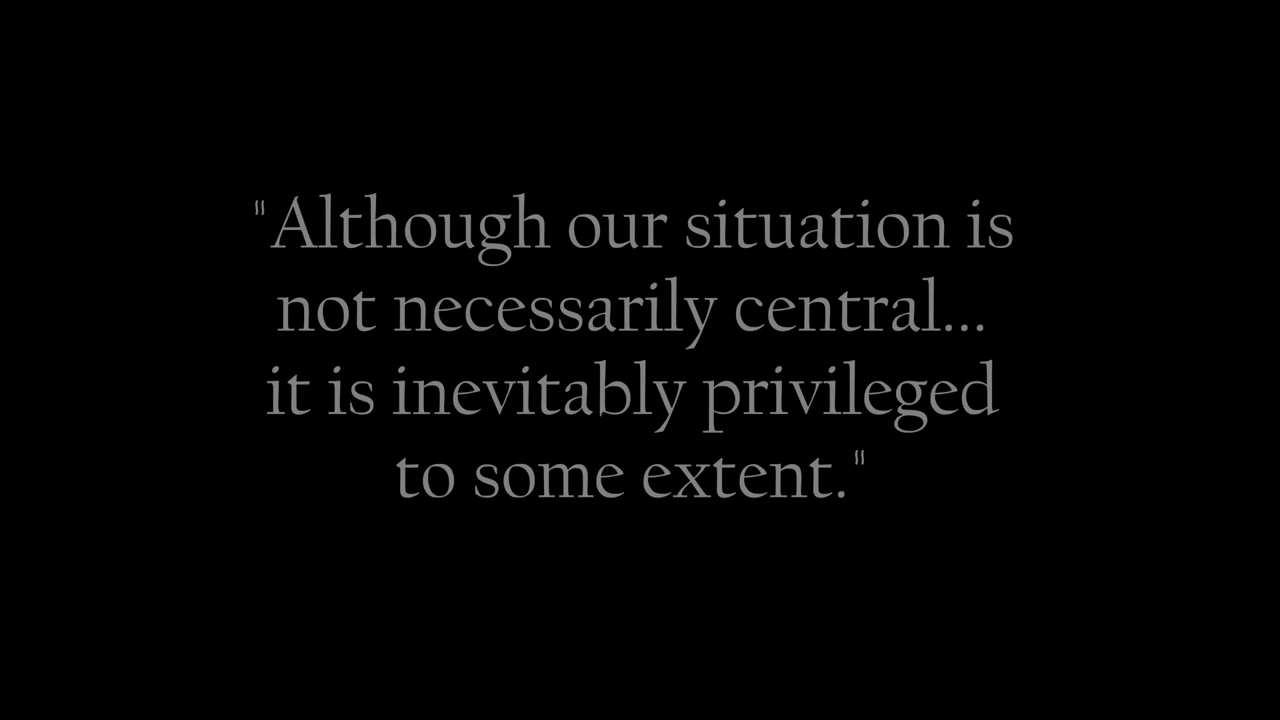 "Although our situation is
not necessarily central...
it is inevitably privileged
to some extent."